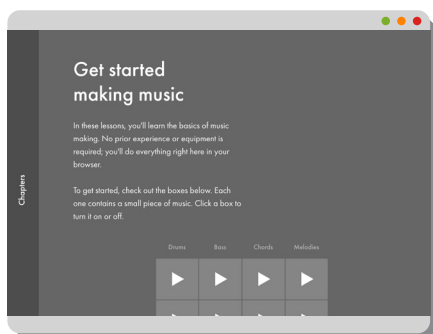 Get started
making music
In these lessons, you'll learn the basics of music
making. No prior experience or equipment is
required; you'll do everything right here in your
browser.
To get started, check out the boxes below. Each
one contains a small piece of music. Click a box to
turn it on or off.
Chapters
Drums Bass Chords Melodies